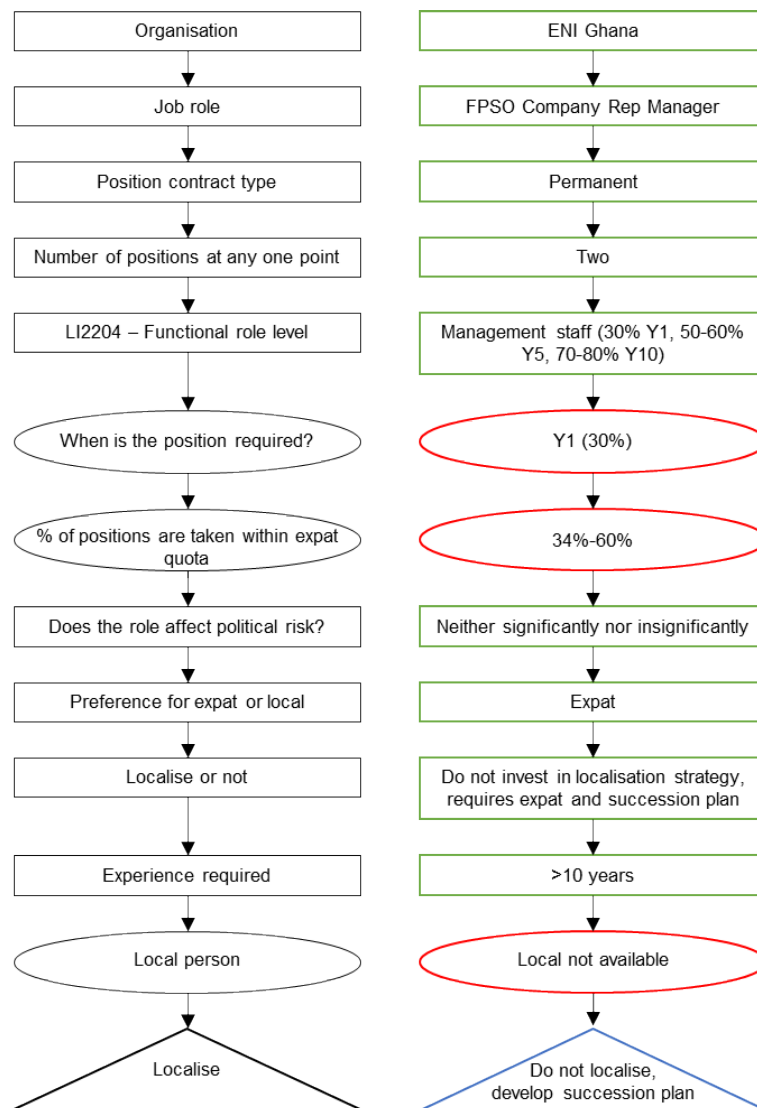 Organisation
ENI Ghana
Job role
FPSO Company Rep Manager
Position contract type
Permanent
Number of positions at any one point
Two
LI2204 – Functional role level
Management staff (30% Y1, 50-60%
Y5, 70-80% Y10)
When is the position required?
Y1 (30%)
% of positions are taken within expat
quota
34%-60%
Does the role affect political risk?
Neither significantly nor insignificantly
Preference for expat or local
Expat
Localise or not
Do not invest in localisation strategy,
requires expat and succession plan
Experience required
>10 years
Local person
Local not available
Localise
Do not localise,
develop succession plan